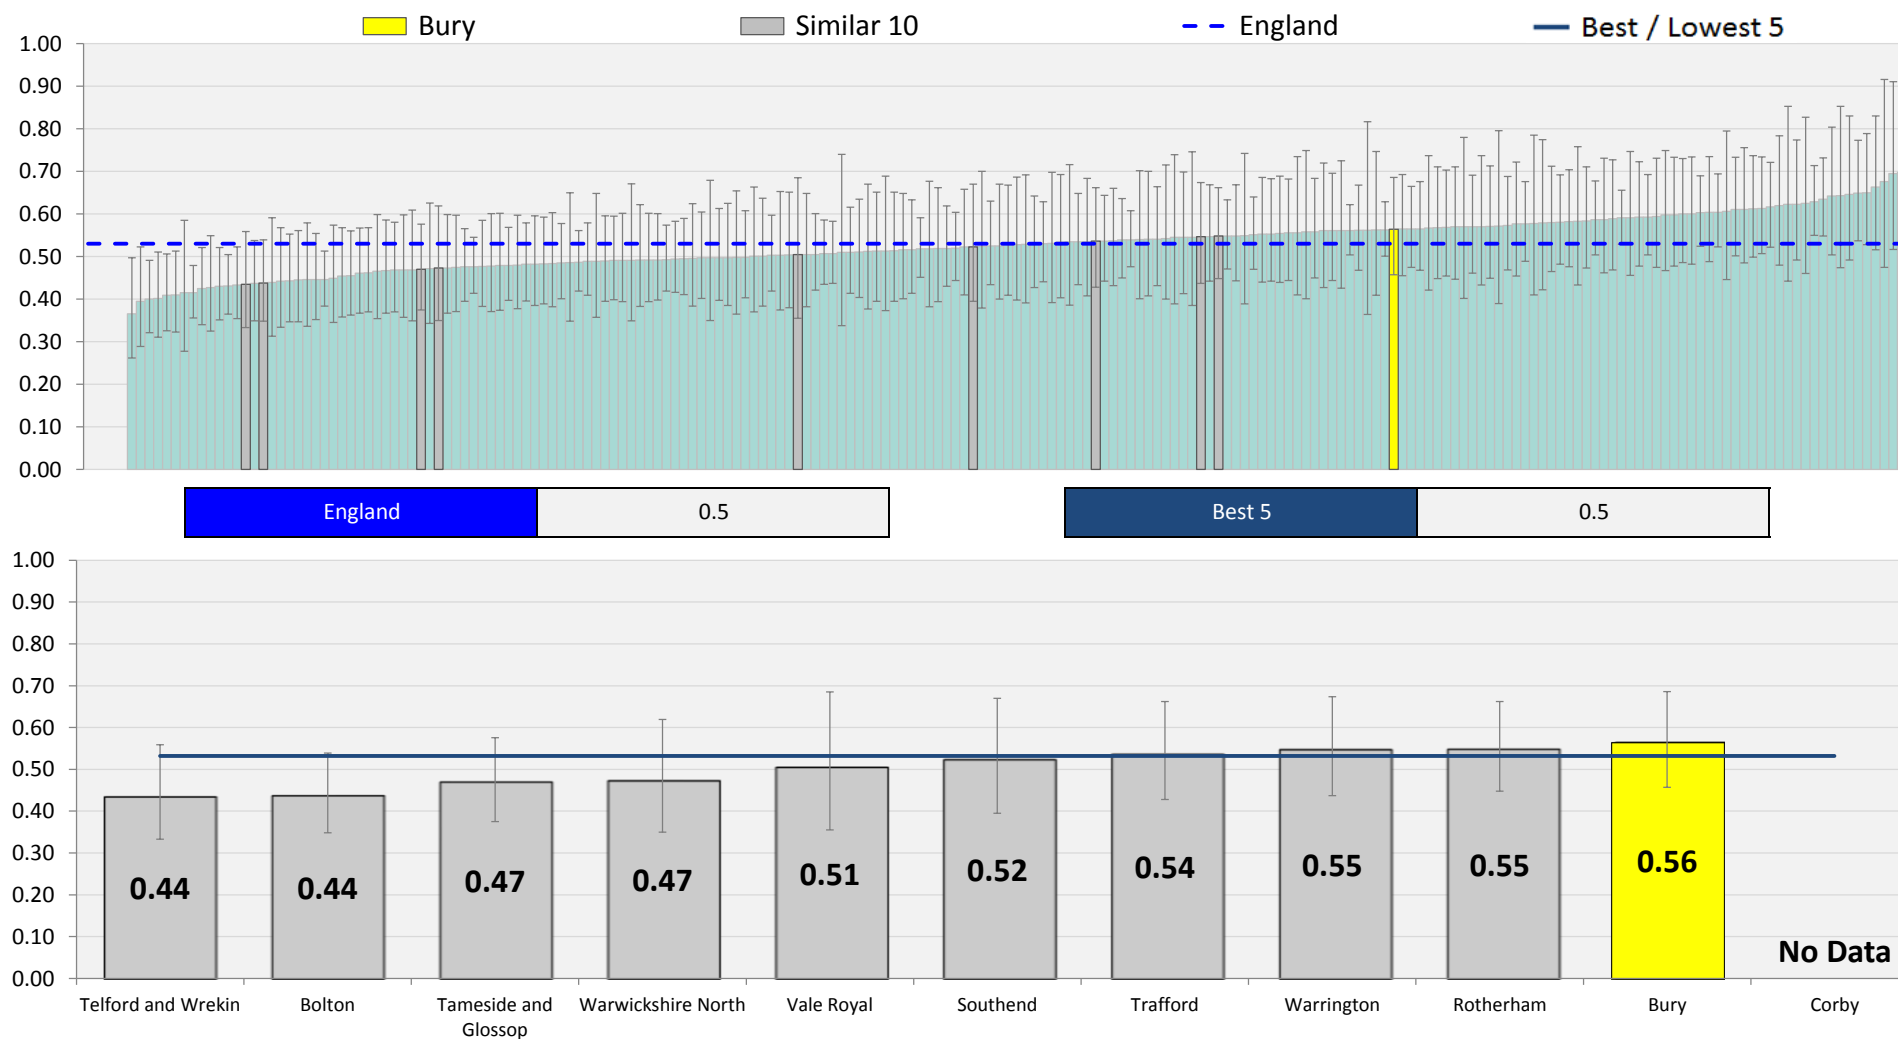 Bury
Similar 10
England
Best / Lowest 5
1.00
0.90
0.80
0.70
0.60
0.50
0.40
0.30
0.20
0.10
0.00
England
0.5
Best 5
0.5
1.00
0.90
0.80
0.70
0.60
0.50
0.40
0.30
0.20
0.10
0.00
0.44
0.44
0.47
0.47
0.51
0.52
0.54
0.55
0.55
0.56
No Data
Telford and Wrekin
Bolton
Tameside and
Glossop
Warwickshire North
Vale Royal
Southend
Trafford
Warrington
Rotherham
Bury
Corby